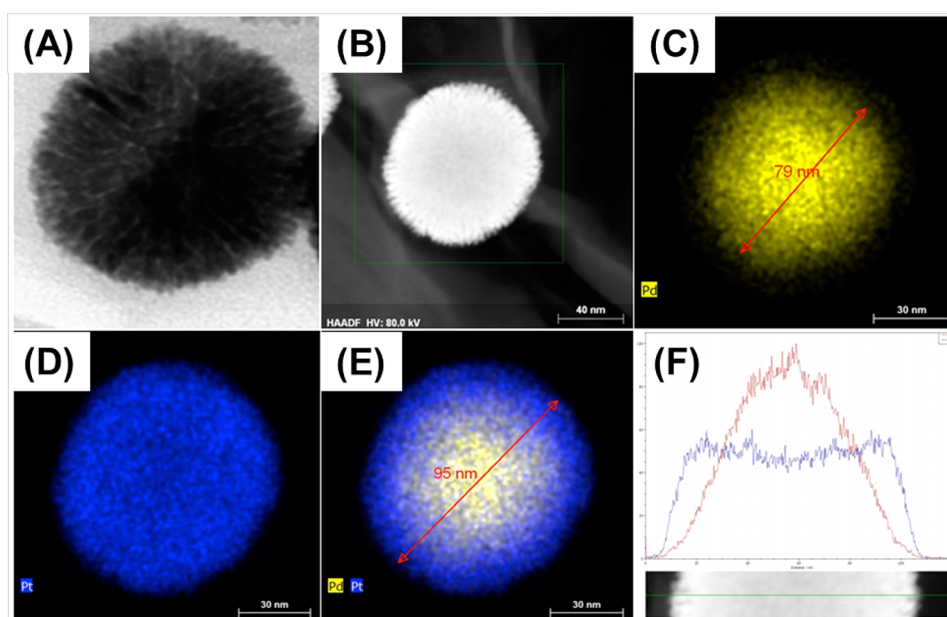 (A)
(B)
HAADF HV: 80.0 kV
40 nm
(C)
79 nm
Pd
30 nm
(D)
Pt
30 nm
(E)
95 nm
Pd Pt
30 nm
(F)